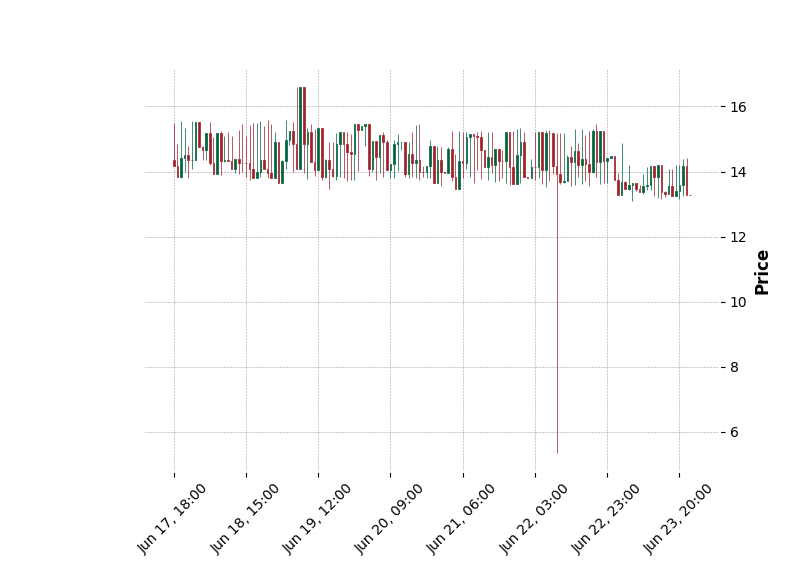 16
14
12
10
8
6
Price
Jun 17, 18:00
Jun 18, 15:00
Jun 19, 12:00
Jun 20, 09:00
Jun 21, 06:00
Jun 22, 03:00
Jun 22, 23:00
Jun 23, 20:00